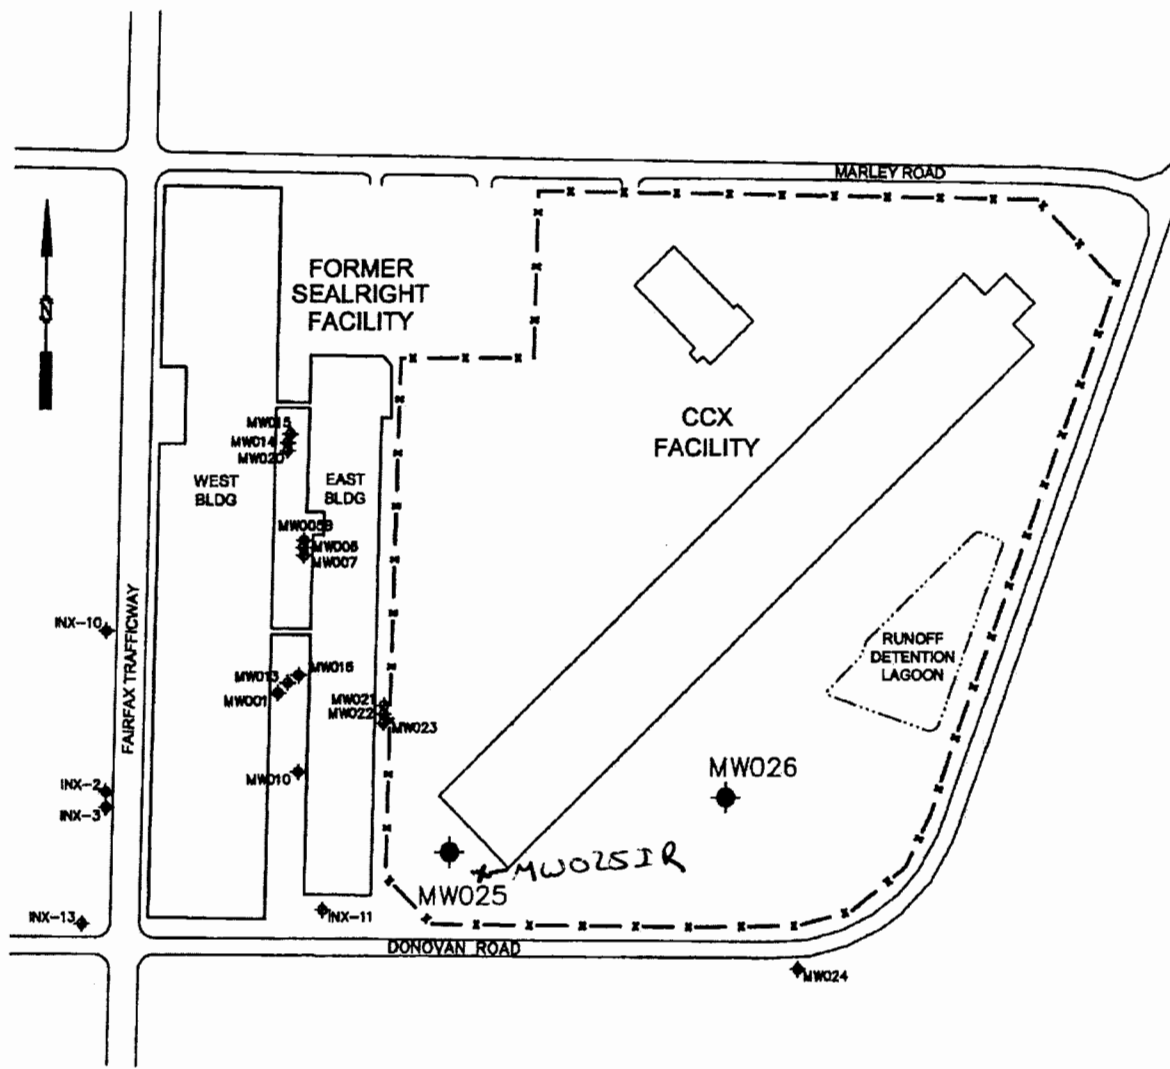 MARLEY ROAD
N
FORMER
SEALRIGHT
FACILITY
CCX
FACILITY
MW015
MW014
MW020
WEST
BLDG
EAST
BLDG
MW005B
MW006
MW007
INX-10
FAIRFAX TRAFFICWAY
RUNOFF
DETENTION
LAGOON
MW016
MW013
MW001
MW021
MW022
MW023
MW010
MW026
INX-2
INX-3
MW025IR
MW025
INX-13
INX-11
DONOVAN ROAD
MW024